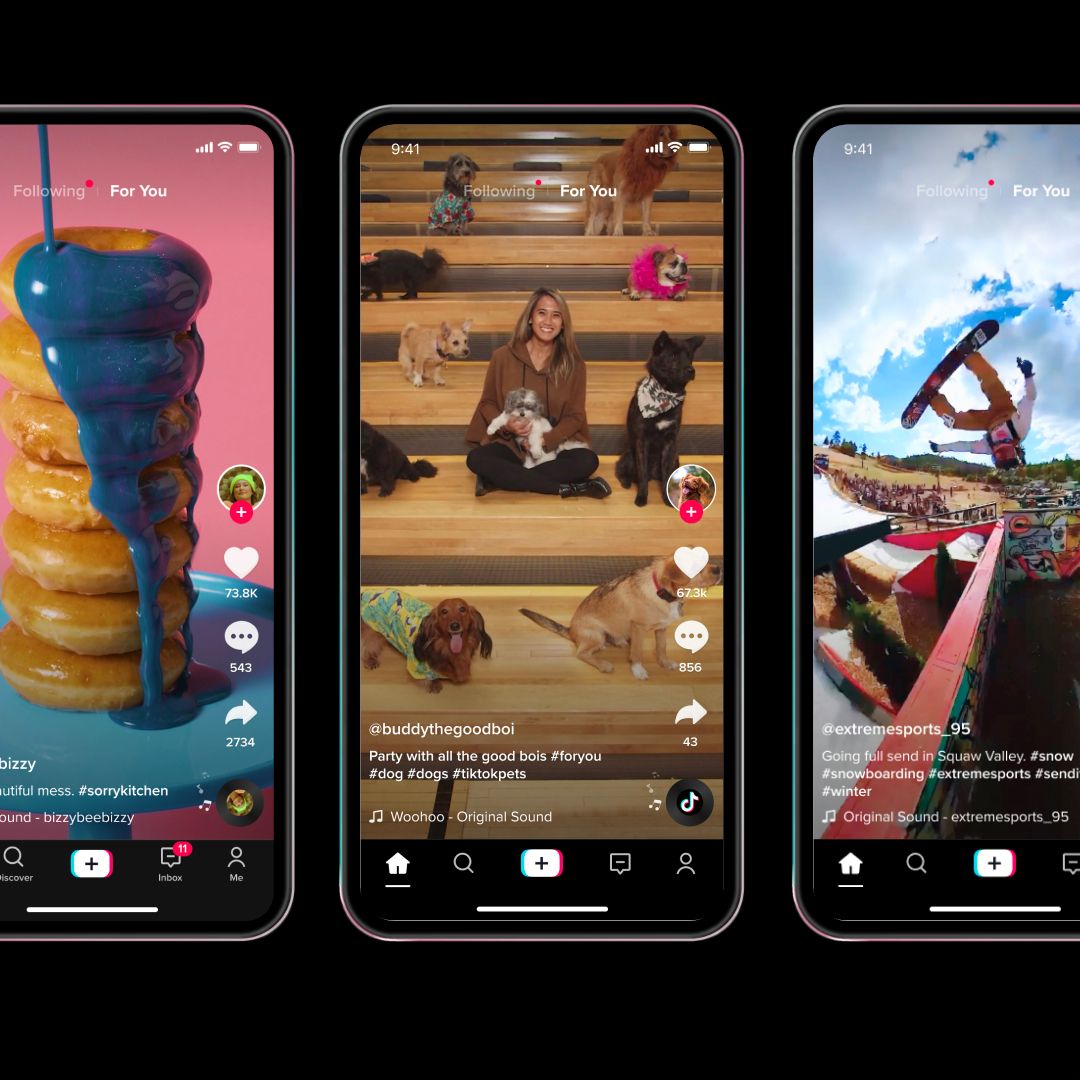 Following
For You
73.8K
543
2734
bizzy
#sorrykitchen
ound - bizzybeebizzy
iscover
11
Inbox
Me
9:41
Following
For You
67.3k
856
43
@buddythegoodboi
Party with all the good bois #foryou
#dog #dogs #tiktokpets
Woohoo - Original Sound
9:41
Following
For You
@extremesports_95
Going full send in Squaw Valley. #snow
#snowboarding #extremesports #sendi
#winter
Original Sound - extremesports_95